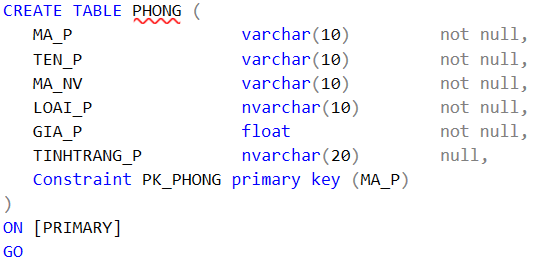 CREATE TABLE PHONG (
MA_P varchar(10) not null,
TEN_P varchar(10) not null,
MA_NV varchar(10) not null,
LOAI_P nvarchar(10) not null,
GIA_P float not null,
TINHTRANG_P nvarchar(20) null,
Constraint PK_PHONG primary key (MA_P)
)
ON [PRIMARY]
GO